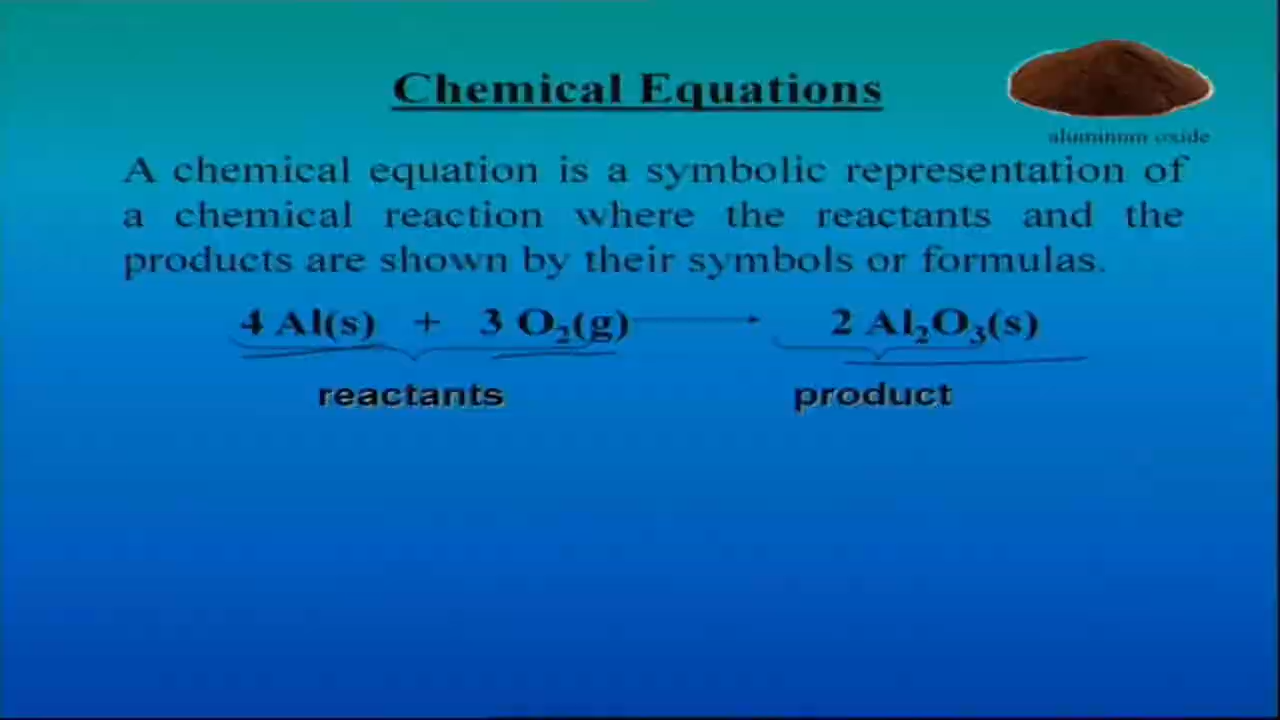 Chemical Equations
aluminum oxide
A chemical equation is a symbolic representation of
a chemical reaction where the reactants and the
products are shown by their symbols or formulas.
4 Al(s) + 3 O₂(g) ⟶ 2 Al₂O₃(s)
reactants product